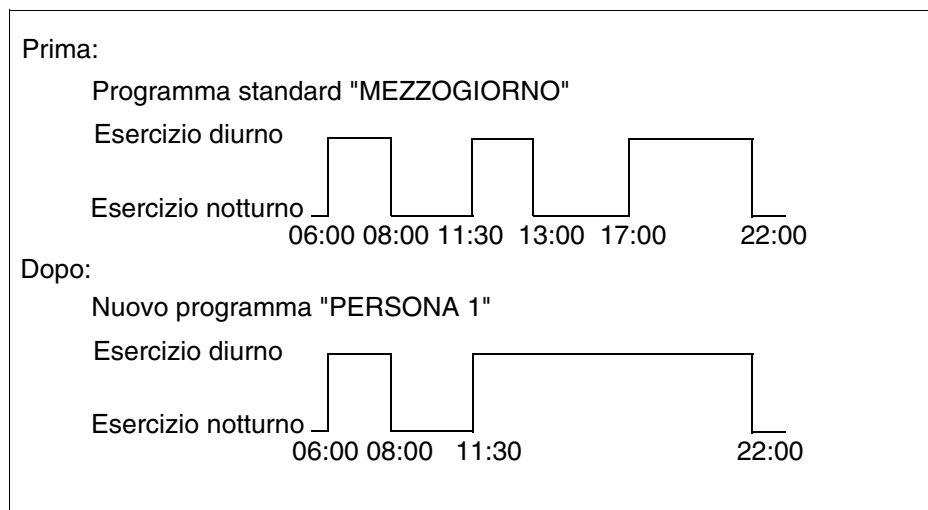 Prima:
Programma standard "MEZZOGIORNO"
Esercizio diurno
Esercizio notturno
06:00 08:00 11:30 13:00 17:00 22:00
Dopo:
Nuovo programma "PERSONA 1"
Esercizio diurno
Esercizio notturno
06:00 08:00 11:30 22:00